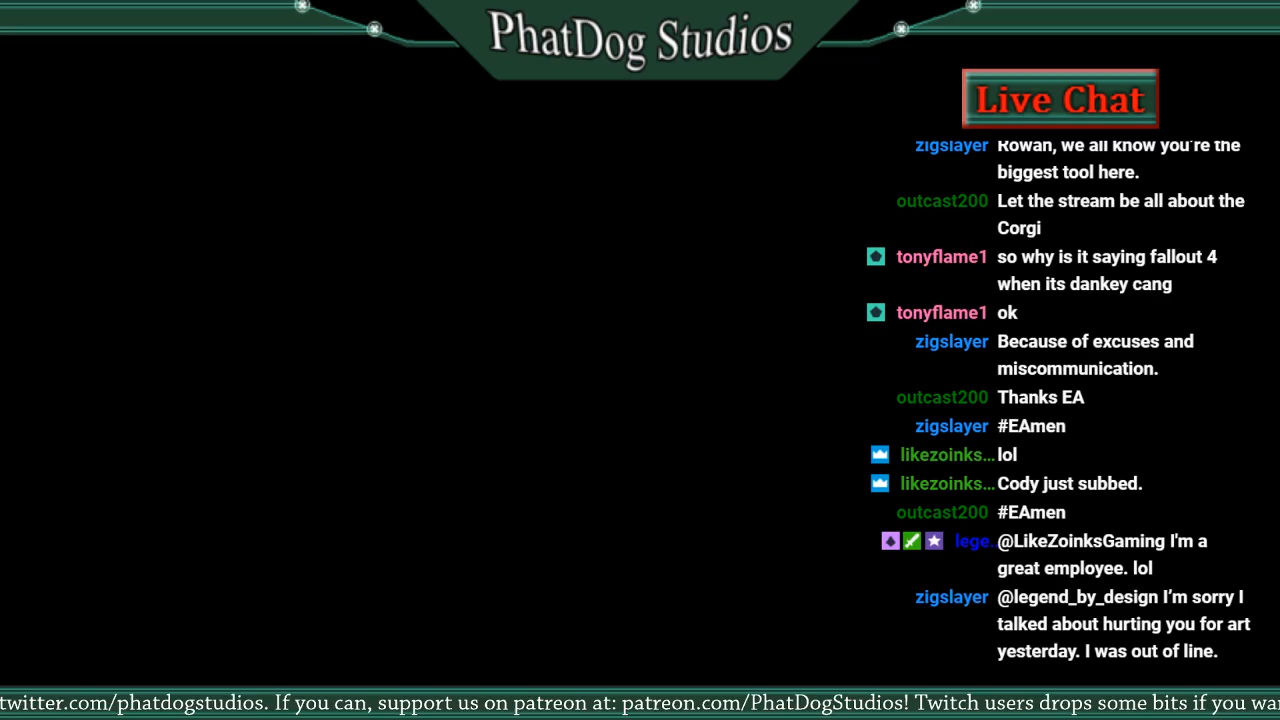 PhatDog Studios
Live Chat
zigslayer Rowan, we all know you're the
biggest tool here.
outcast200 Let the stream be all about the
Corgi
tonyflame1 so why is it saying fallout 4
when its dankey cang
tonyflame1 ok
zigslayer Because of excuses and
miscommunication.
outcast200 Thanks EA
zigslayer #EAmen
likezoinks... lol
likezoinks... Cody just subbed.
outcast200 #EAmen
lege.. @LikeZoinksGaming I'm a
great employee. lol
zigslayer @legend_by_design I'm sorry I
talked about hurting you for art
yesterday. I was out of line.
twitter.com/phatdogstudios. If you can, support us on patreon at: patreon.com/PhatDogStudios! Twitch users drops some bits if you wa